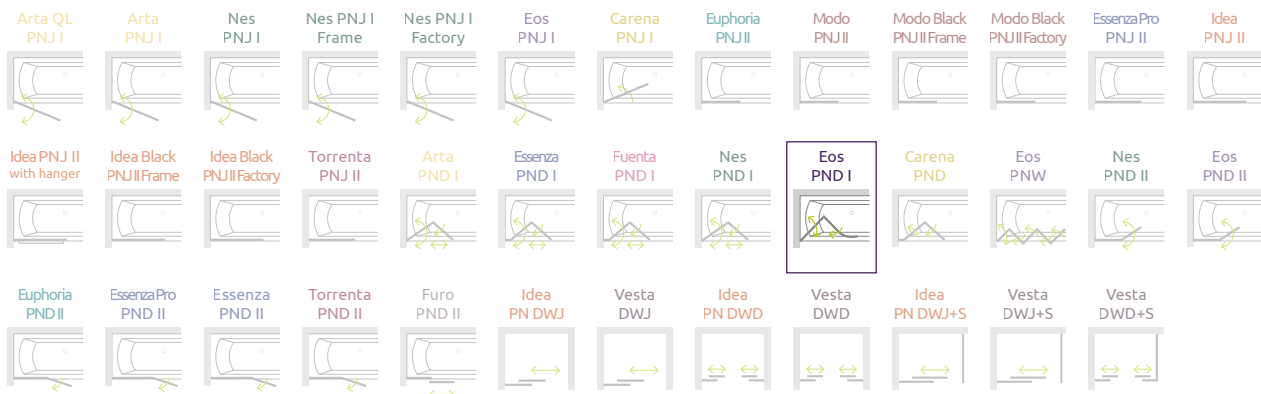 Arta QL
PNJ I
Arta
PNJ I
Nes
PNJ I
Nes PNJ I
Frame
Nes PNJ I
Factory
Eos
PNJ I
Carena
PNJ I
Euphoria
PNJ II
Modo
PNJ II
Modo Black
PNJ II Frame
Modo Black
PNJ II Factory
Essenza Pro
PNJ II
Idea
PNJ II
Idea PNJ II
with hanger
Idea Black
PNJ II Frame
Idea Black
PNJ II Factory
Torrenta
PNJ II
Arta
PND I
Essenza
PND I
Fuenta
PND I
Nes
PND I
Eos
PND I
Carena
PND
Eos
PNW
Nes
PND II
Eos
PND II
Euphoria
PND II
Essenza Pro
PND II
Essenza
PND II
Torrenta
PND II
Furo
PND II
Idea
PN DWJ
Vesta
DWJ
Idea
PN DWD
Vesta
DWD
Idea
PN DWJ+S
Vesta
DWJ+S
Vesta
DWD+S